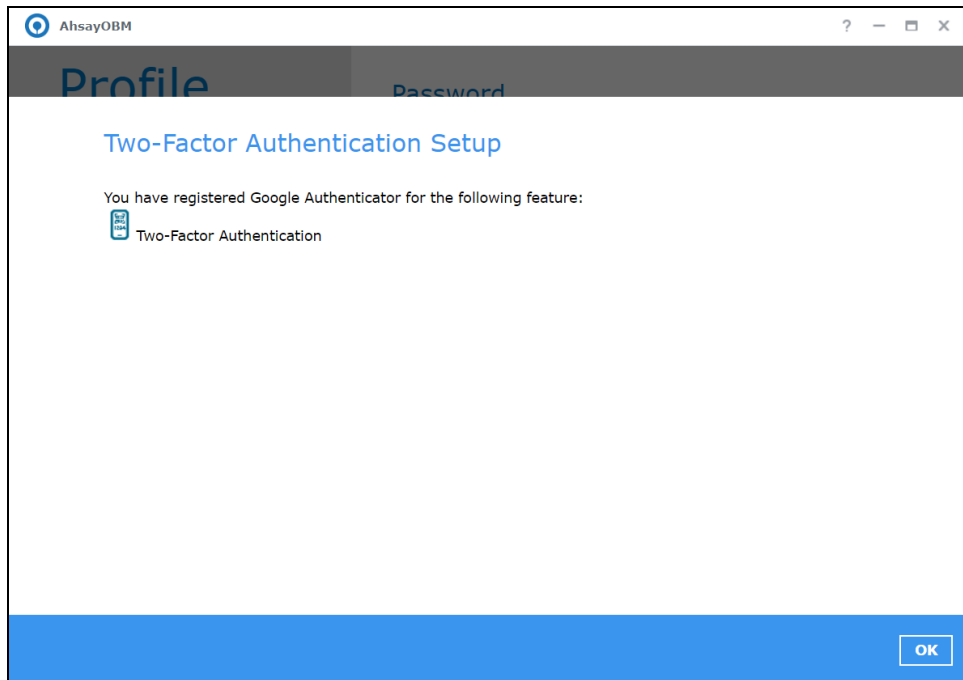 AhsayOBM
Profile
Password
Two-Factor Authentication Setup
You have registered Google Authenticator for the following feature:
Two-Factor Authentication
OK